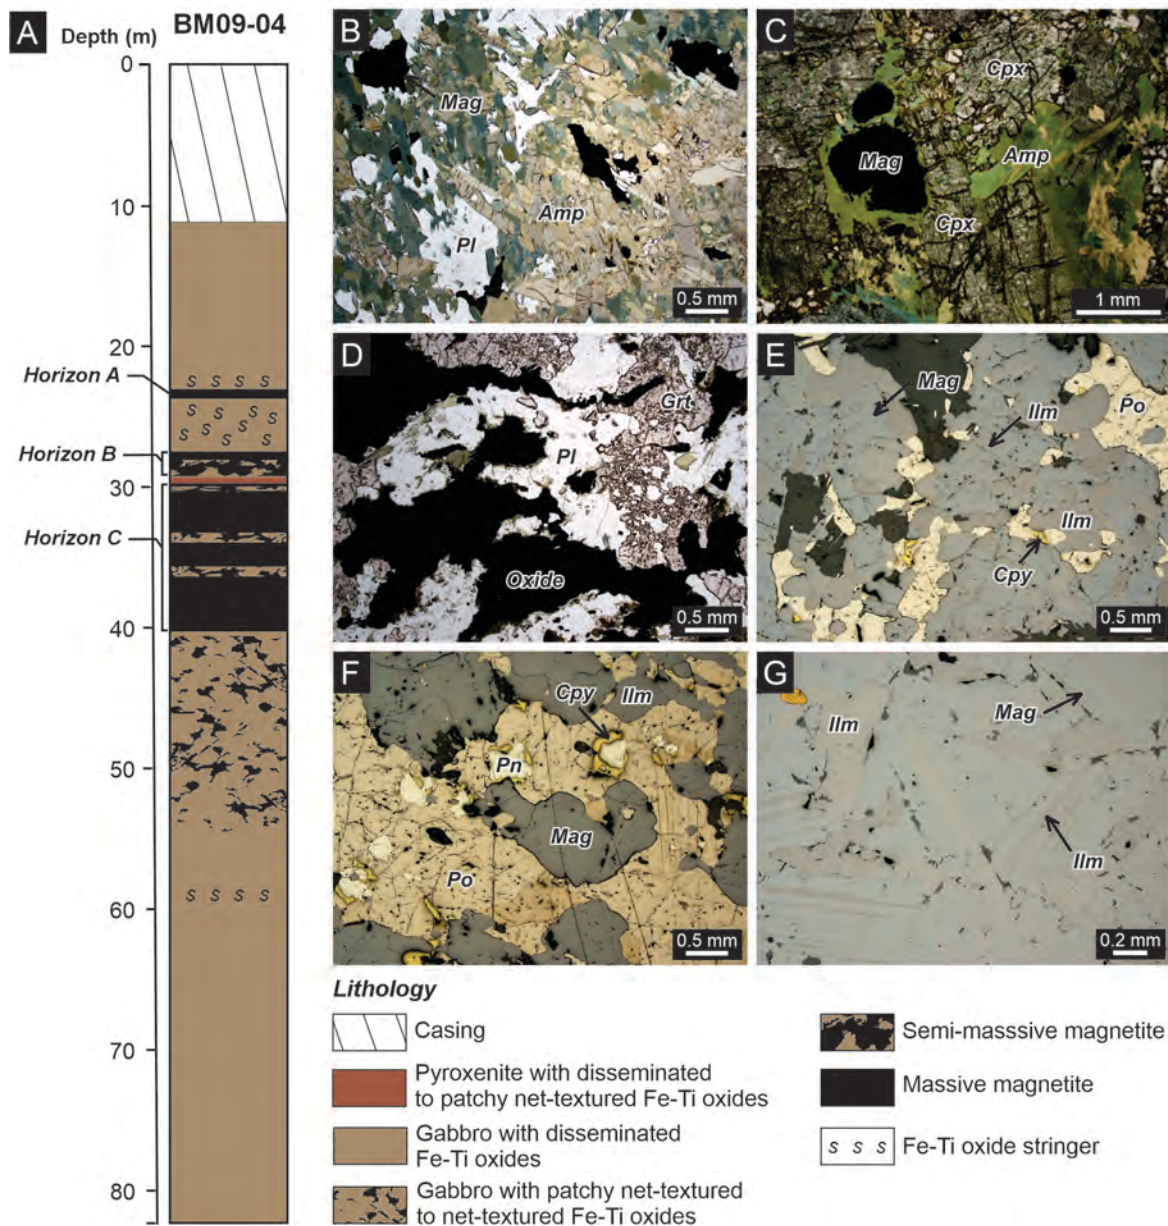 A
Depth (m)
BM09-04
0
10
20
Horizon A
Horizon B
30
Horizon C
40
50
60
70
80
s s s s
s s s s
s s s s
s s s s
B
Mag
Amp
Pl
0.5 mm
C
Cpx
Mag
Amp
Cpx
1 mm
D
Grt
Pl
Oxide
0.5 mm
E
Mag
Ilm
Po
Ilm
Cpy
0.5 mm
F
Cpy
Ilm
Pn
Mag
Po
0.5 mm
G
Ilm
Mag
Ilm
0.2 mm
Lithology
Casing
Pyroxenite with disseminated
to patchy net-textured Fe-Ti oxides
Gabbro with disseminated
Fe-Ti oxides
Gabbro with patchy net-textured
to net-textured Fe-Ti oxides
Semi-masssive magnetite
Massive magnetite
s s s
Fe-Ti oxide stringer